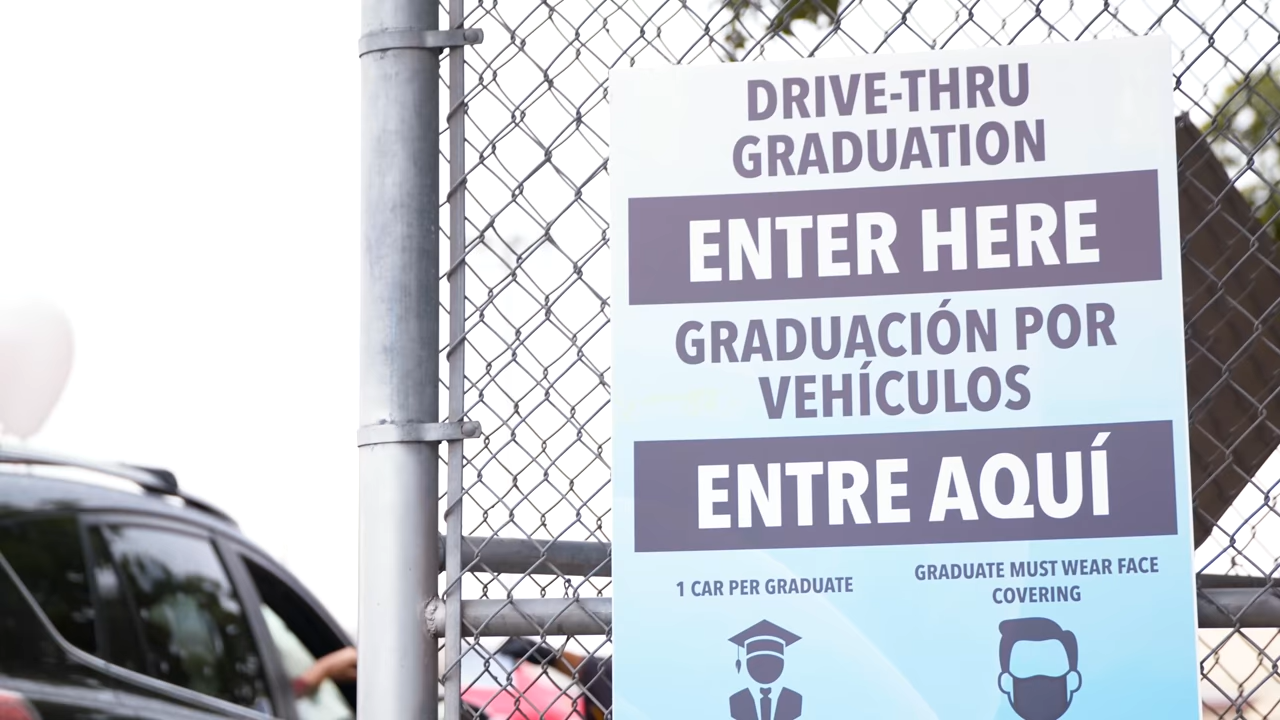 DRIVE-THRU
GRADUATION
ENTER HERE
GRADUACIÓN POR
VEHÍCULOS
ENTRE AQUÍ
1 CAR PER GRADUATE
GRADUATE MUST WEAR FACE
COVERING